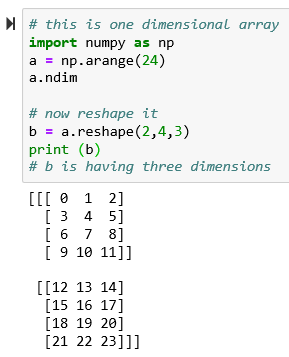 # this is one dimensional array
import numpy as np
a = np.arange(24)
a.ndim

# now reshape it
b = a.reshape(2,4,3)
print (b)
# b is having three dimensions
[[[ 0  1  2]
  [ 3  4  5]
  [ 6  7  8]
  [ 9 10 11]]

 [[12 13 14]
  [15 16 17]
  [18 19 20]
  [21 22 23]]]